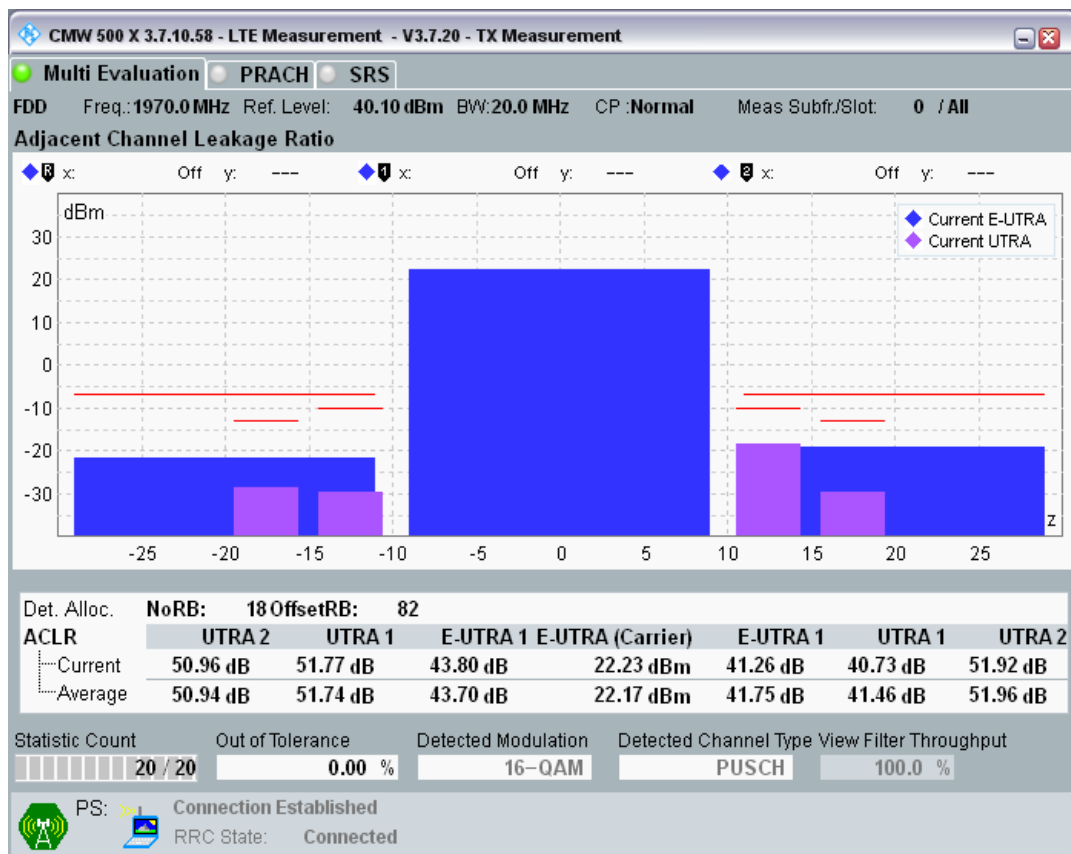 CMW 500 X 3.7.10.58 - LTE Measurement - V3.7.20 - TX Measurement
Multi Evaluation PRACH SRS
FDD Freq.:1970.0 MHz Ref. Level: 40.10 dBm BW:20.0 MHz CP :Normal Meas Subfr./Slot: 0 / All
Adjacent Channel Leakage Ratio
R x: Off y: --- 1 x: Off y: --- 2 x: Off y: ---
dBm
Current E-UTRA
Current UTRA
30
20
10
0
-10
-20
-30
z
-25 -20 -15 -10 -5 0 5 10 15 20 25
Det. Alloc. NoRB: 18 OffsetRB: 82
ACLR UTRA 2 UTRA 1 E-UTRA 1 E-UTRA (Carrier) E-UTRA 1 UTRA 1 UTRA 2
Current 50.96 dB 51.77 dB 43.80 dB 22.23 dBm 41.26 dB 40.73 dB 51.92 dB
Average 50.94 dB 51.74 dB 43.70 dB 22.17 dBm 41.75 dB 41.46 dB 51.96 dB
Statistic Count Out of Tolerance Detected Modulation Detected Channel Type View Filter Throughput
20 / 20 0.00 % 16-QAM PUSCH 100.0 %
PS: Connection Established
RRC State: Connected